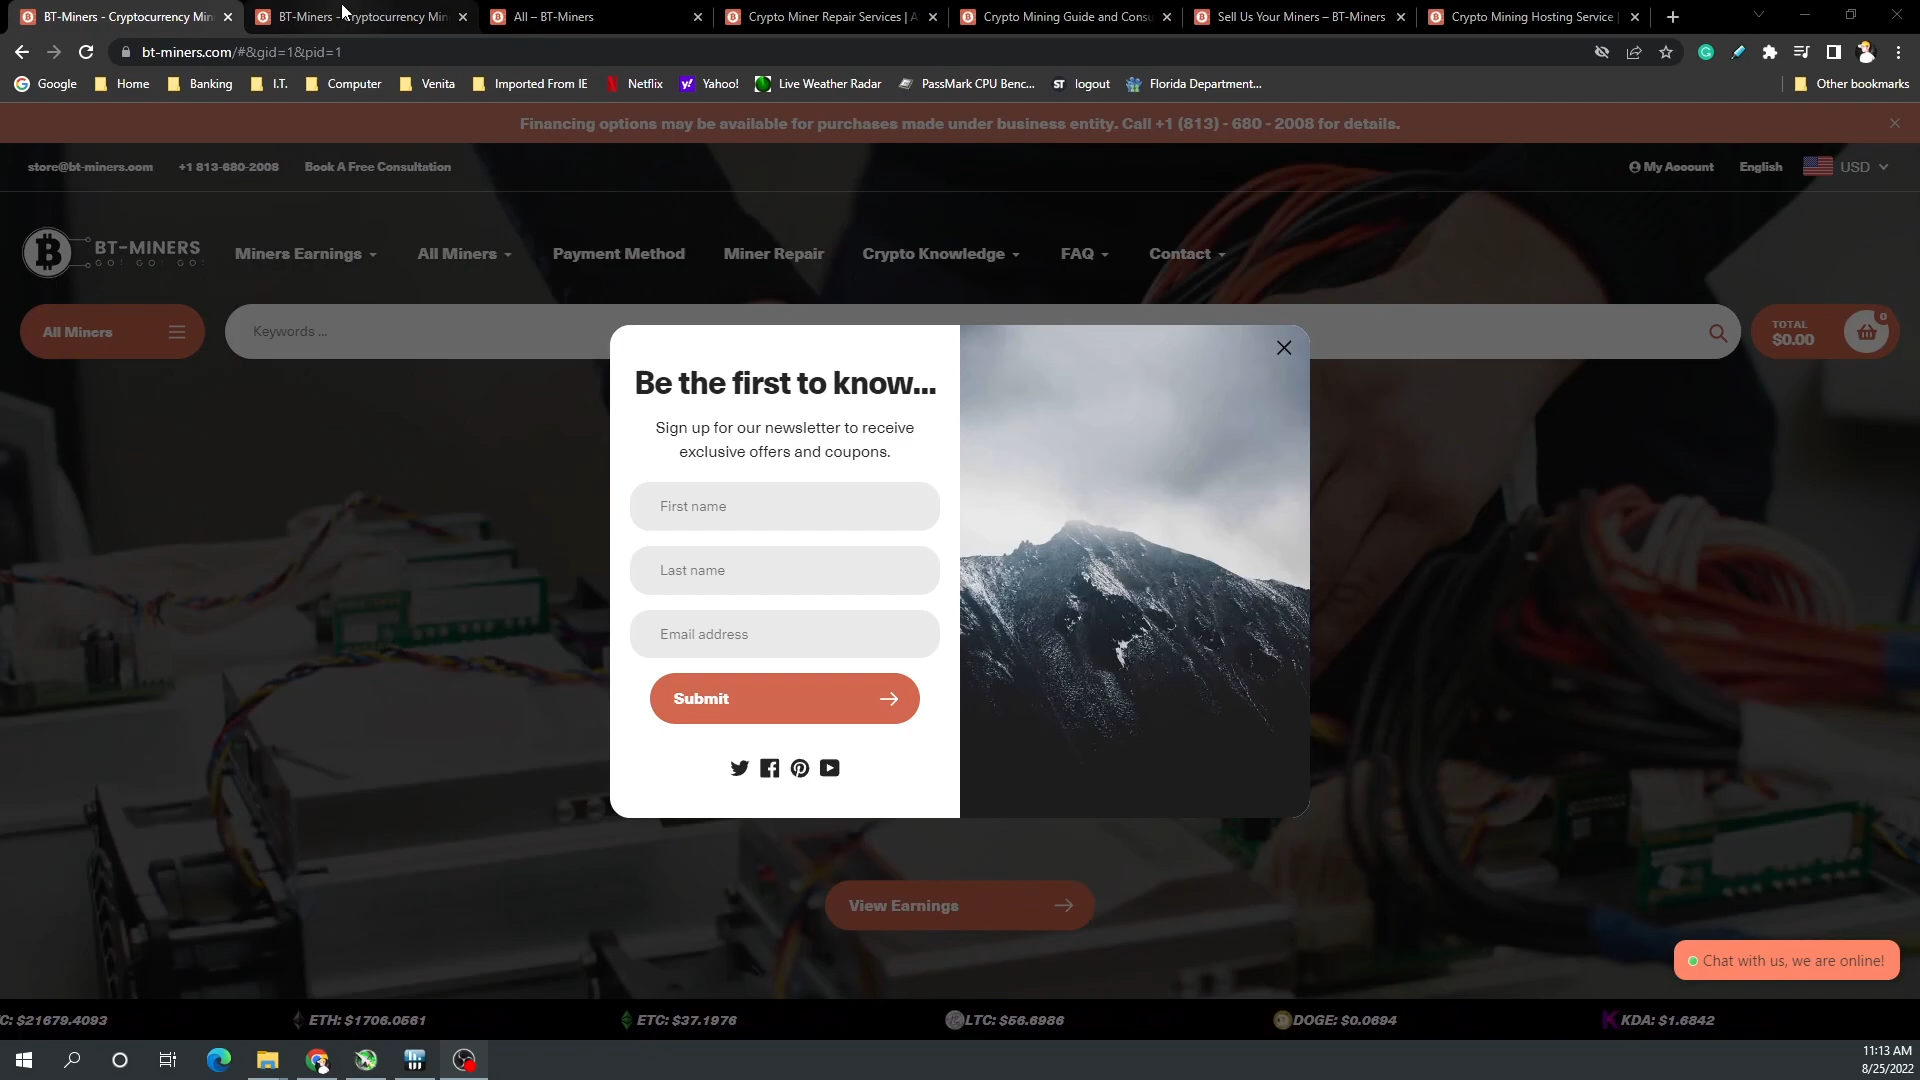 BT-Miners - Cryptocurrency Min
BT-Miners - Cryptocurrency Min
All – BT-Miners
Crypto Miner Repair Services | A
Crypto Mining Guide and Consu
Sell Us Your Miners – BT-Miners
Crypto Mining Hosting Service |
bt-miners.com/#&gid=1&pid=1
Google
Home
Banking
I.T.
Computer
Venita
Imported From IE
Netflix
Yahoo!
Live Weather Radar
PassMark CPU Benc...
logout
Florida Department...
Other bookmarks
Financing options may be available for purchases made under business entity. Call +1 (813) - 680 - 2008 for details.
store@bt-miners.com
+1 813-680-2008
Book A Free Consultation
My Account
English
USD
BT-MINERS
GO! GO! GO!
Miners Earnings
All Miners
Payment Method
Miner Repair
Crypto Knowledge
FAQ
Contact
All Miners
Keywords ...
TOTAL
$0.00
0
Be the first to know...
Sign up for our newsletter to receive
exclusive offers and coupons.
First name
Last name
Email address
Submit
View Earnings
Chat with us, we are online!
C: $21679.4093
ETH: $1706.0561
ETC: $37.1976
LTC: $56.6986
DOGE: $0.0694
KDA: $1.6842
11:13 AM
8/25/2022